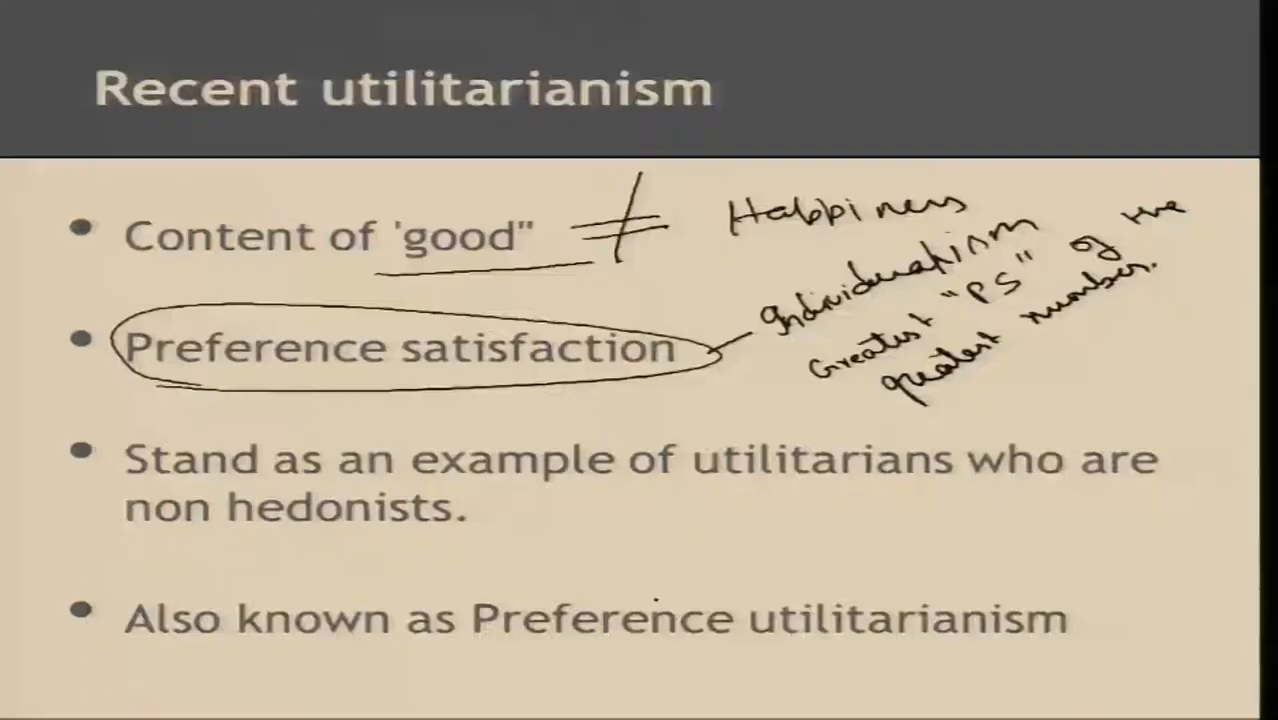 Recent utilitarianism
• Content of 'good" ≠ Happiness
• Preference satisfaction
Individuatinism
Greatest "PS" of the
greatest number.
• Stand as an example of utilitarians who are
non hedonists.
• Also known as Preference utilitarianism